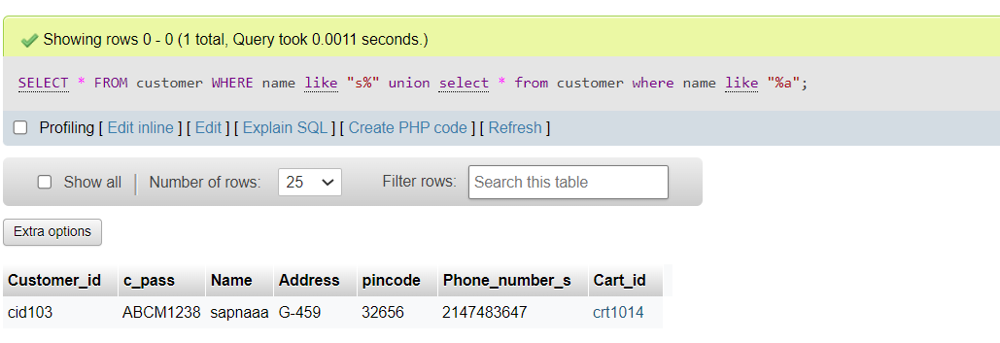 Showing rows 0 - 0 (1 total, Query took 0.0011 seconds.)
SELECT * FROM customer WHERE name like "s%" union select * from customer where name like "%a";
Profiling [ Edit inline ] [ Edit ] [ Explain SQL ] [ Create PHP code ] [ Refresh ]
Show all | Number of rows: 25 Filter rows: Search this table
Extra options
Customer_id c_pass Name Address pincode Phone_number_s Cart_id
cid103 ABCM1238 sapnaaa G-459 32656 2147483647 crt1014